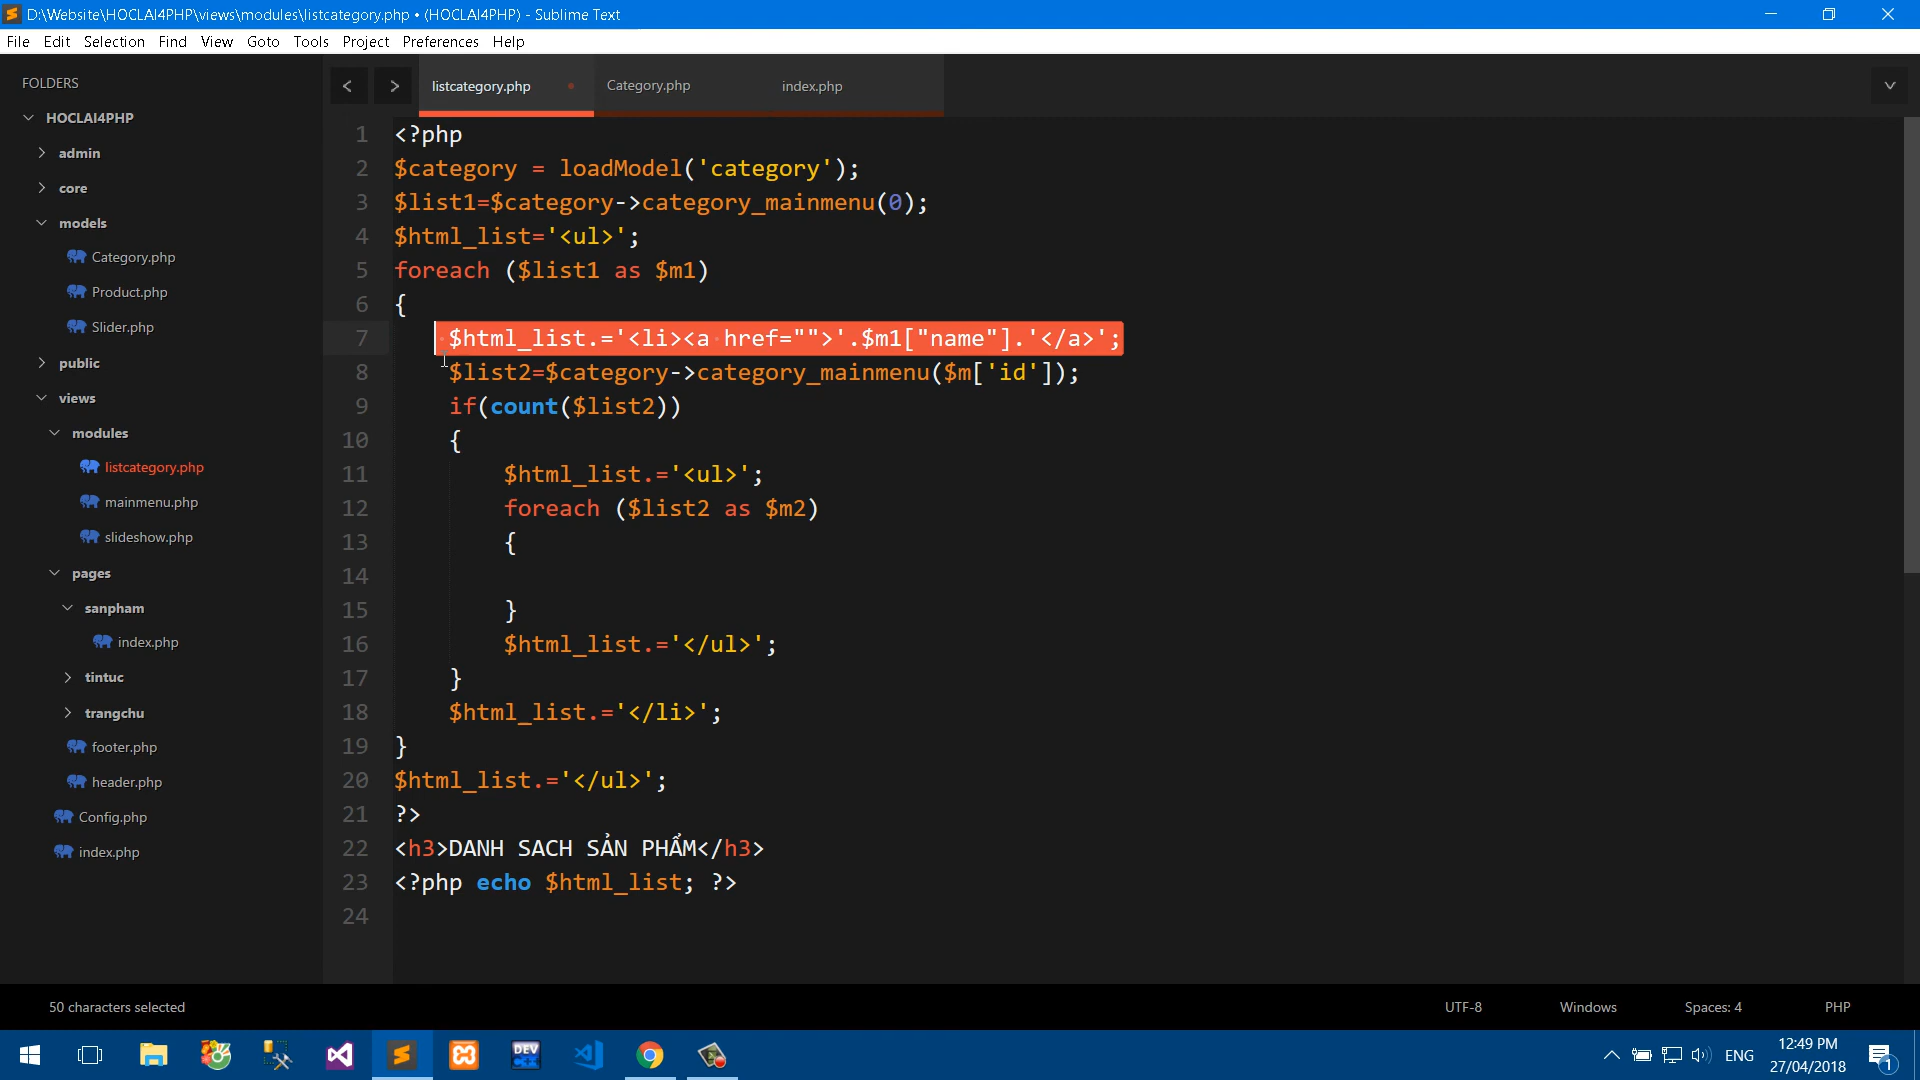 D:\Website\HOCLAI4PHP\views\modules\listcategory.php • (HOCLAI4PHP) - Sublime Text
File Edit Selection Find View Goto Tools Project Preferences Help
FOLDERS
HOCLAI4PHP
admin
core
models
Category.php
Product.php
Slider.php
public
views
modules
listcategory.php
mainmenu.php
slideshow.php
pages
sanpham
index.php
tintuc
trangchu
footer.php
header.php
Config.php
index.php
listcategory.php Category.php index.php
1 <?php
2 $category = loadModel('category');
3 $list1=$category->category_mainmenu(0);
4 $html_list='<ul>';
5 foreach ($list1 as $m1)
6 {
7 $html_list.='<li><a href="">'.$m1["name"].'</a>';
8 $list2=$category->category_mainmenu($m['id']);
9 if(count($list2))
10 {
11 $html_list.='<ul>';
12 foreach ($list2 as $m2)
13 {
14
15 }
16 $html_list.='</ul>';
17 }
18 $html_list.='</li>';
19 }
20 $html_list.='</ul>';
21 ?>
22 <h3>DANH SACH SẢN PHẨM</h3>
23 <?php echo $html_list; ?>
24
50 characters selected UTF-8 Windows Spaces: 4 PHP
DEV
ENG
12:49 PM
27/04/2018
1